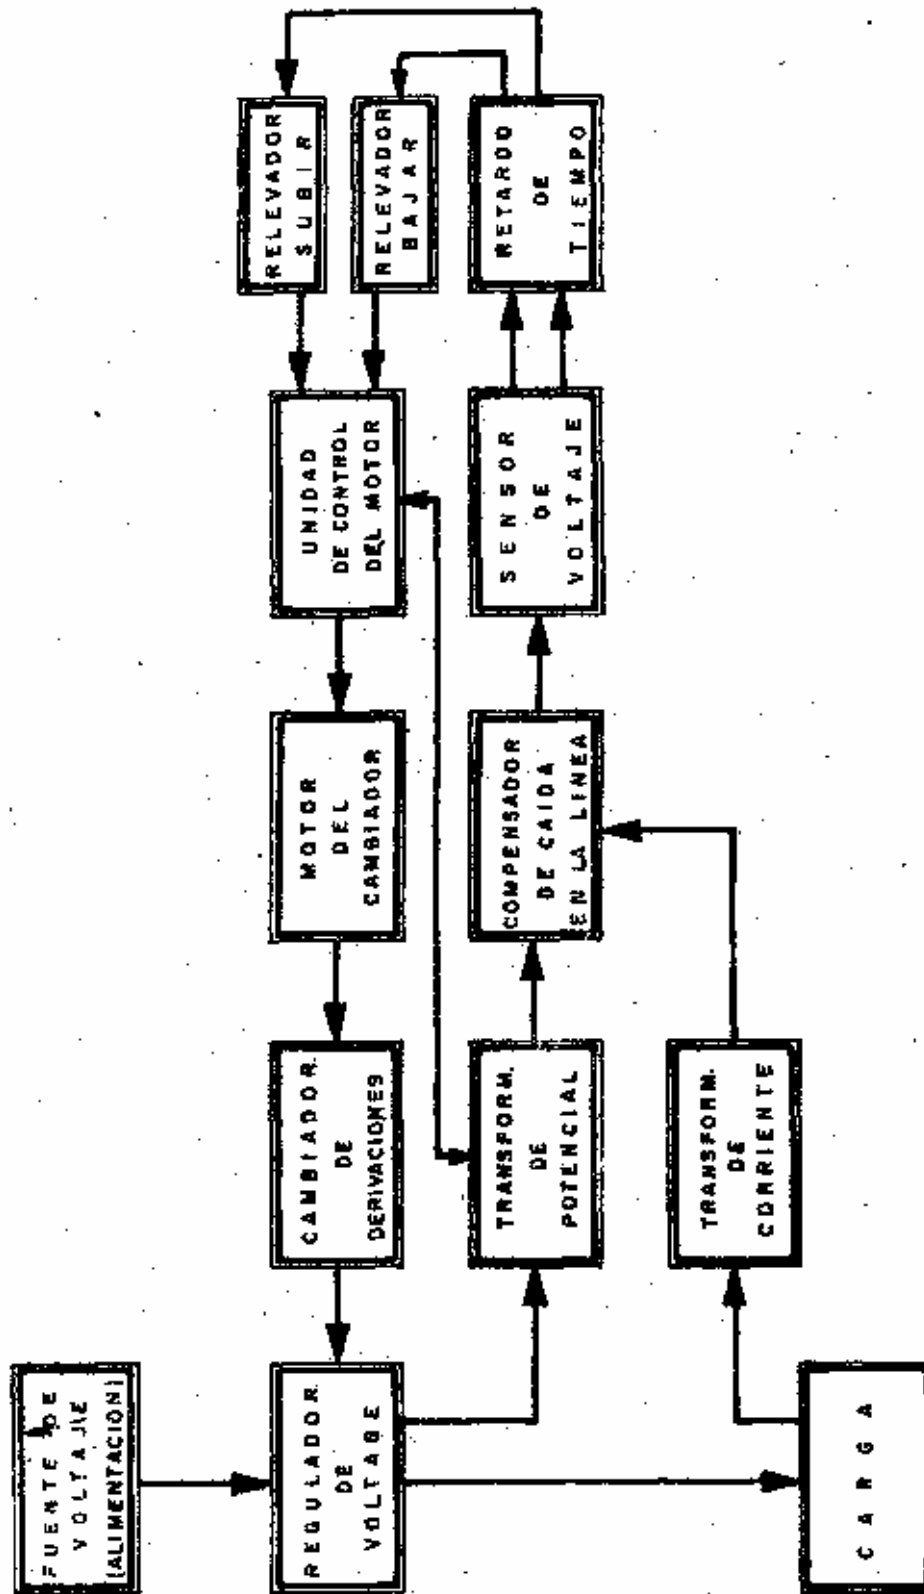 FUENTE DE
VOLTAJE
(ALIMENTACION)
REGULADOR
DE
VOLTAGE
CARGA
CAMBIADOR
DE
DERIVACIONES
TRANSFORM.
DE
POTENCIAL
TRANSFORM.
DE
CORRIENTE
MOTOR
DEL
CAMBIADOR
COMPENSADOR
DE CAIDA
EN LA LINEA
UNIDAD
DE CONTROL
DEL MOTOR
SENSOR
DE
VOLTAJE
RELEVADOR
SUBIR
RELEVADOR
BAJAR
RETARDO
DE
TIEMPO